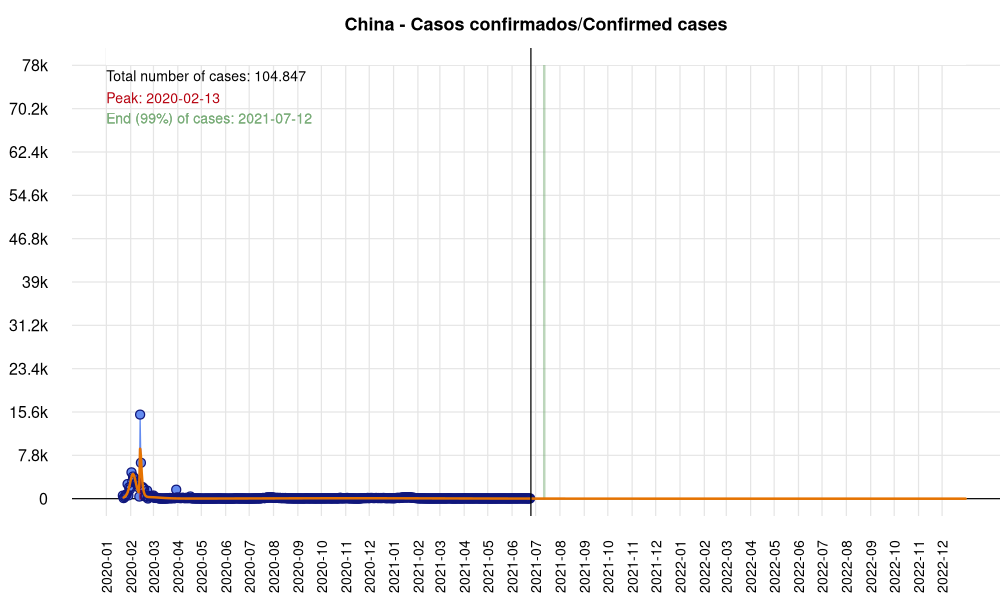 China - Casos confirmados/Confirmed cases
78k
Total number of cases: 104.847
Peak: 2020-02-13
70.2k
End (99%) of cases: 2021-07-12
62.4k
54.6k
46.8k
39k
31.2k
23.4k
15.6k
7.8k
0
2020-01
2020-02
2020-03
2020-04
2020-05
2020-06
2020-07
2020-08
2020-09
2020-10
2020-11
2020-12
2021-01
2021-02
2021-03
2021-04
2021-05
2021-06
2021-07
2021-08
2021-09
2021-10
2021-11
2021-12
2022-01
2022-02
2022-03
2022-04
2022-05
2022-06
2022-07
2022-08
2022-09
2022-10
2022-11
2022-12